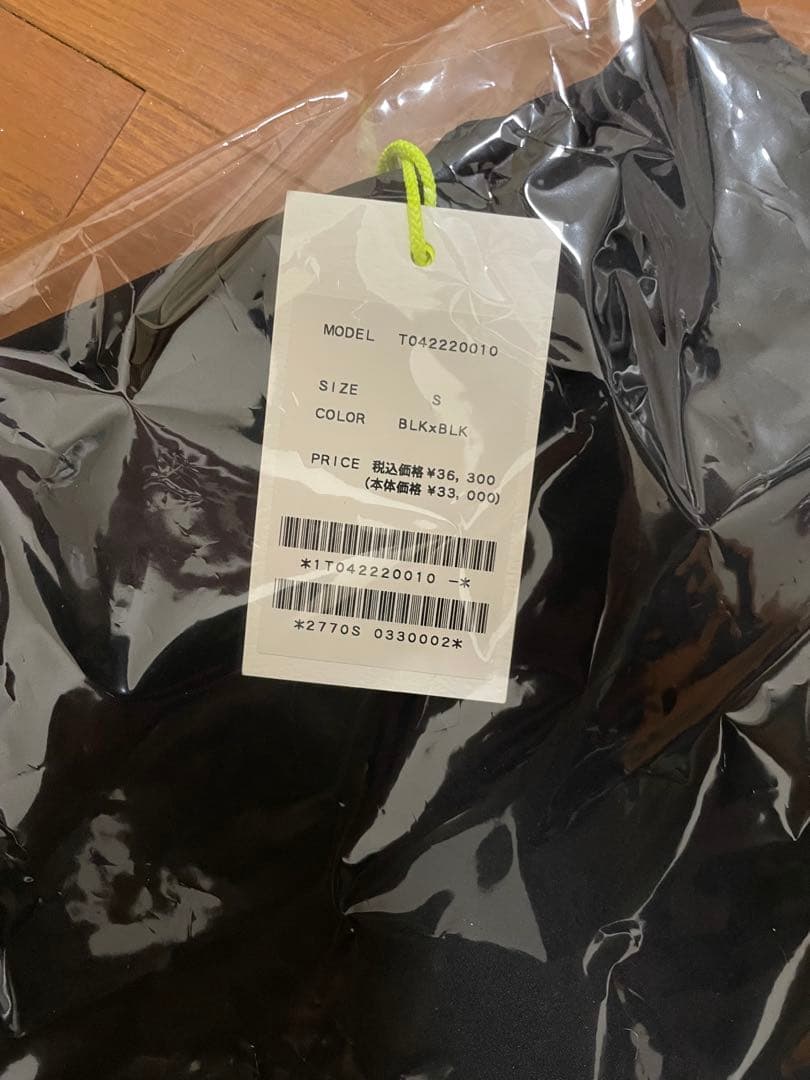 MODEL T042220010
SIZE S
COLOR BLKxBLK
PRICE 税込価格 ¥36,300
(本体価格 ¥33,000)
*1T042220010 -*
*2770S 0330002*